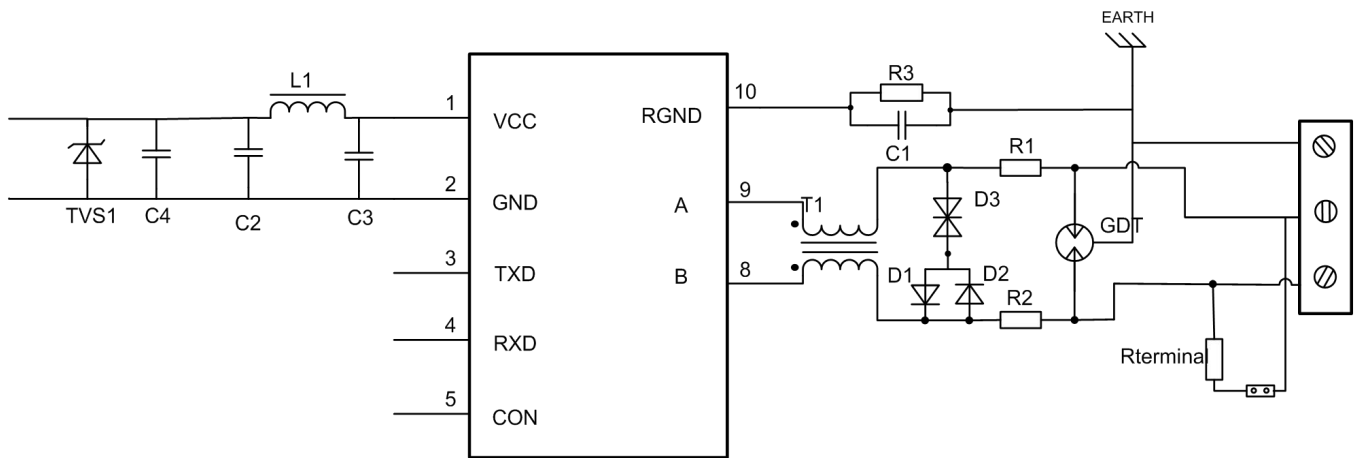 EARTH
L1
R3
10
1
VCC
RGND
C1
R1
2
GND
9
T1
D3
A
TVS1
C4
C2
C3
GDT
3
TXD
8
B
D1
D2
R2
4
RXD
Rterminal
5
CON